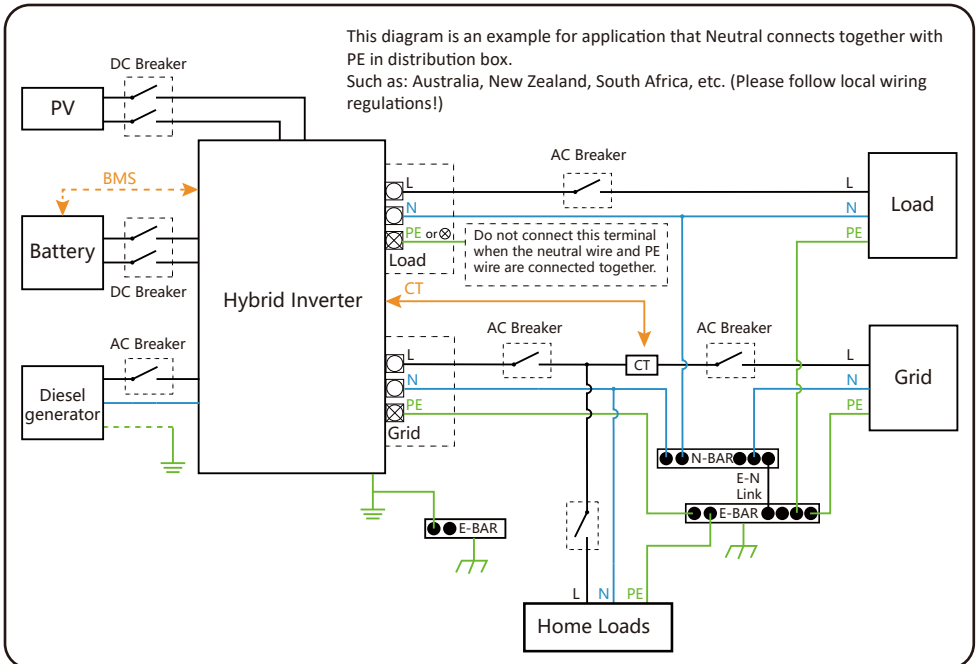 This diagram is an example for application that Neutral connects together with
PE in distribution box.
Such as: Australia, New Zealand, South Africa, etc. (Please follow local wiring
regulations!)
DC Breaker
PV
BMS
Battery
DC Breaker
AC Breaker
Diesel
generator
Hybrid Inverter
L
N
PE or
Load
Do not connect this terminal
when the neutral wire and PE
wire are connected together.
AC Breaker
L
N
PE
Load
CT
AC Breaker
CT
AC Breaker
L
N
PE
Grid
L
N
PE
Grid
N-BAR
E-N
Link
E-BAR
E-BAR
L
N
PE
Home Loads